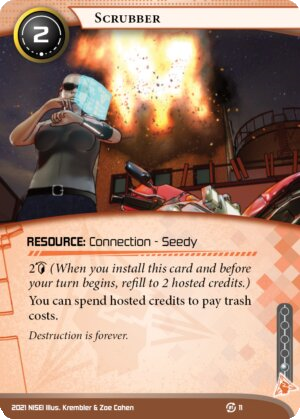 Scrubber
2
RESOURCE: Connection - Seedy
2 (When you install this card and before
your turn begins, refill to 2 hosted credits.)
You can spend hosted credits to pay trash
costs.
Destruction is forever.
2021 NISEI Illus. Krembler & Zoe Cohen
11